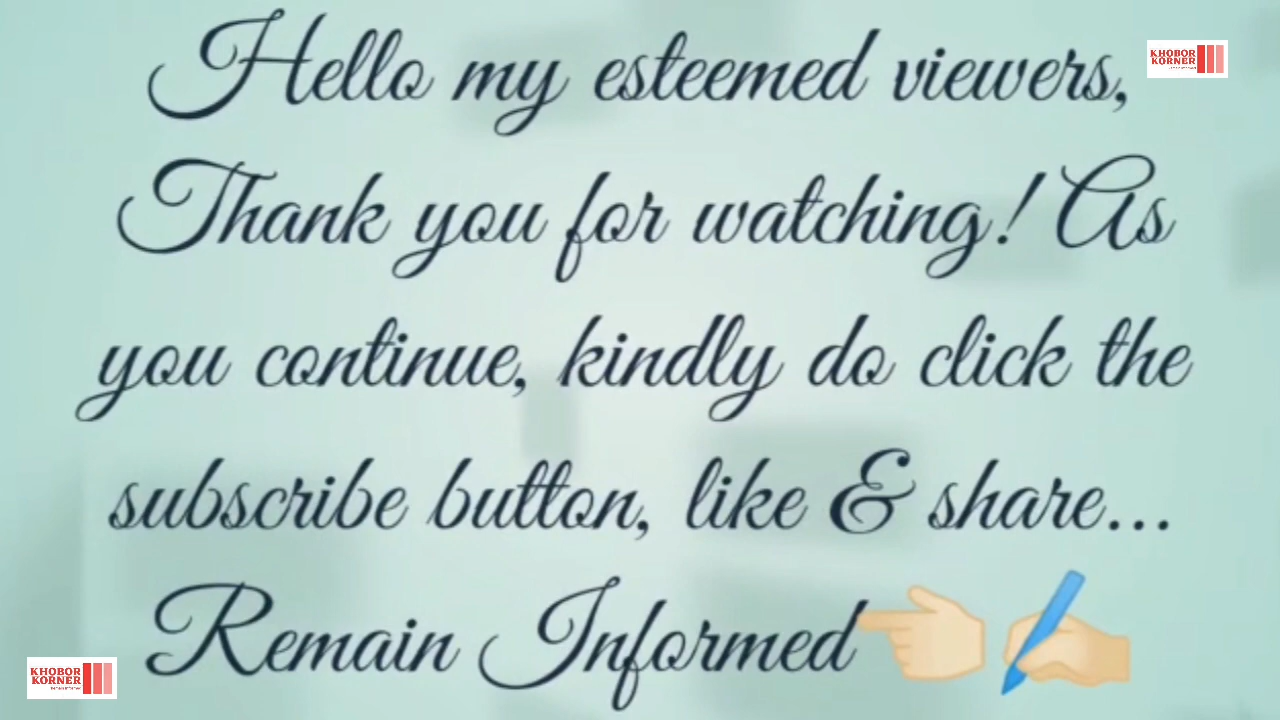 Hello my esteemed viewers,
KHOBOR
KORNER
Thank you for watching! As
you continue, kindly do click the
subscribe button, like & share...
Remain Informed
KHOBOR
KORNER